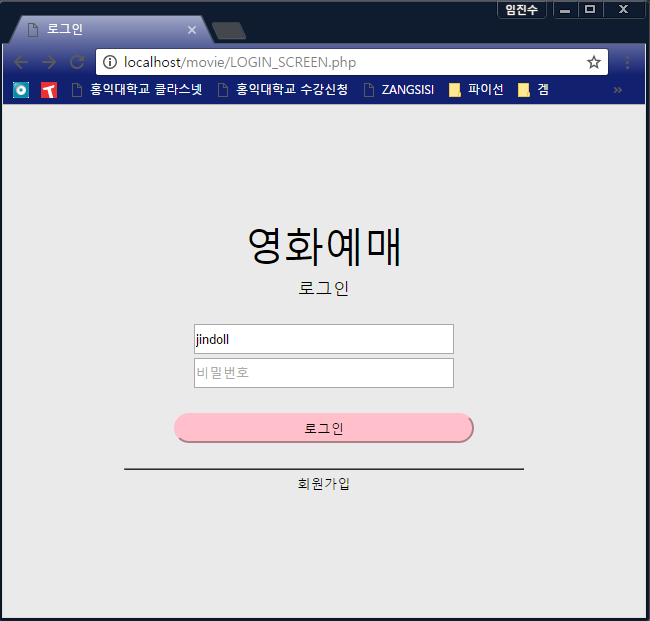 임진수
로그인
localhost/movie/LOGIN_SCREEN.php
홍익대학교 클라스넷 홍익대학교 수강신청 ZANGSISI 파이선 겜
영화예매
로그인
jindoll
비밀번호
로그인
회원가입